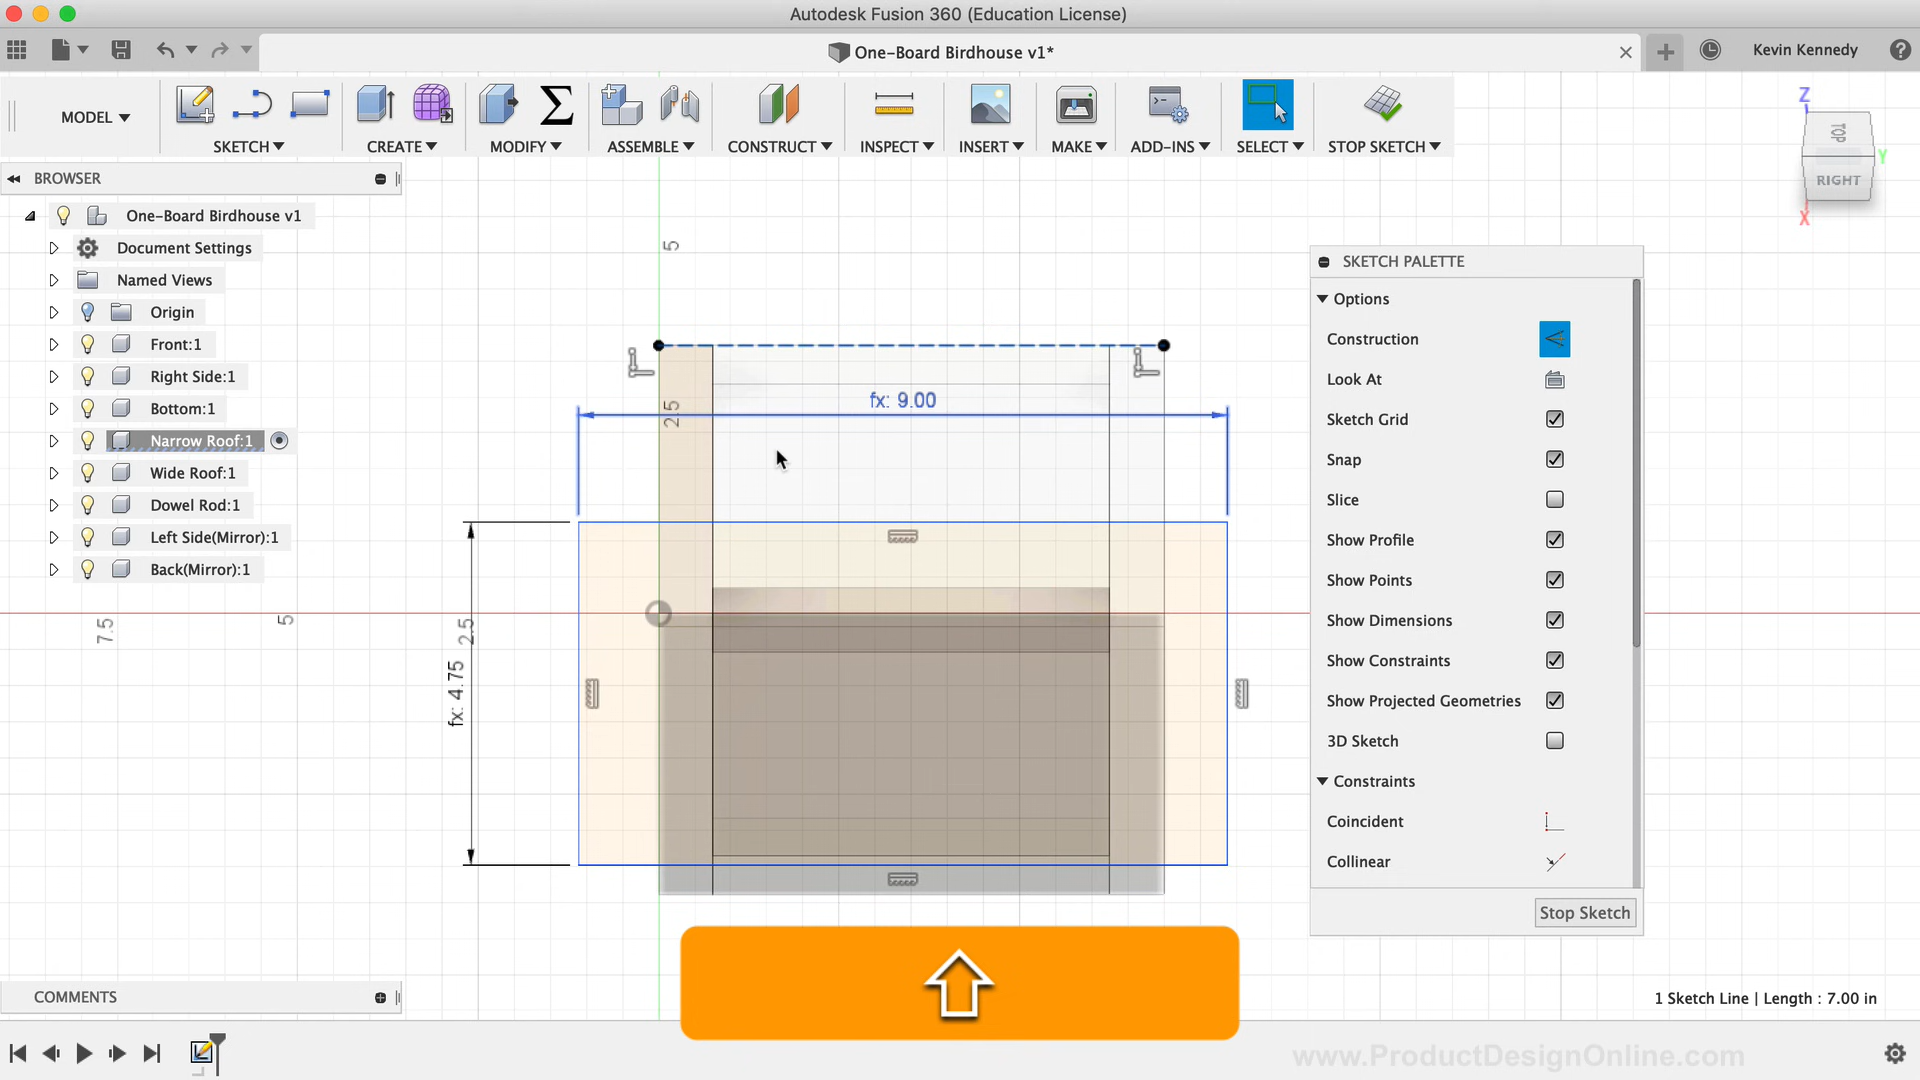 Autodesk Fusion 360 (Education License)
One-Board Birdhouse v1*
Kevin Kennedy
MODEL
SKETCH
CREATE
MODIFY
ASSEMBLE
CONSTRUCT
INSPECT
INSERT
MAKE
ADD-INS
SELECT
STOP SKETCH
Z
TOP
Y
RIGHT
X
BROWSER
One-Board Birdhouse v1
Document Settings
Named Views
Origin
Front:1
Right Side:1
Bottom:1
Narrow Roof:1
Wide Roof:1
Dowel Rod:1
Left Side(Mirror):1
Back(Mirror):1
5
2.5
fx: 9.00
7.5
5
2.5
fx: 4.75
SKETCH PALETTE
Options
Construction
Look At
Sketch Grid
Snap
Slice
Show Profile
Show Points
Show Dimensions
Show Constraints
Show Projected Geometries
3D Sketch
Constraints
Coincident
Collinear
Stop Sketch
COMMENTS
1 Sketch Line | Length : 7.00 in
www.ProductDesignOnline.com